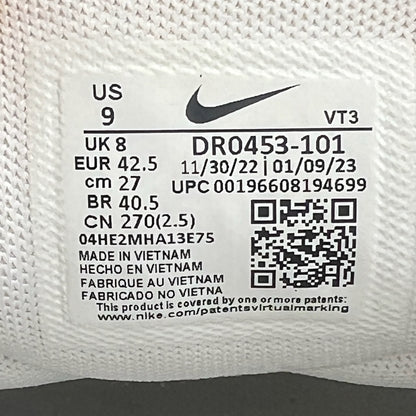 US
9
VT3
UK 8
DR0453-101
EUR 42.5
11/30/22 | 01/09/23
cm 27
UPC 00196608194699
BR 40.5
CN 270(2.5)
04HE2MHA13E75
MADE IN VIETNAM
HECHO EN VIETNAM
FABRIQUE AU VIETNAM
FABRICADO NO VIETNA
This product is covered by one or more patents
www.nike.com/patentsvirtualmarking